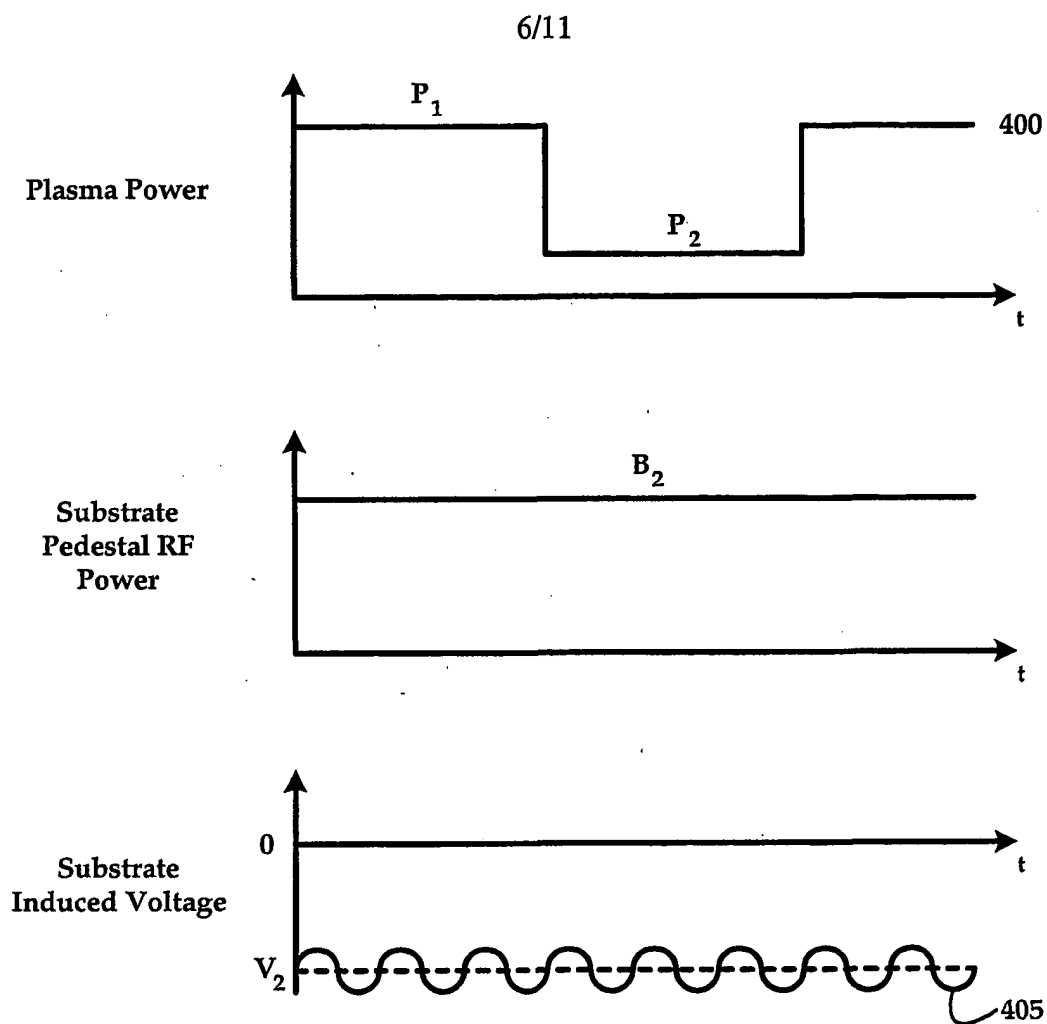 6/11
P1
400
Plasma Power
P2
t
B2
Substrate
Pedestal RF
Power
t
0
t
Substrate
Induced Voltage
V2
405